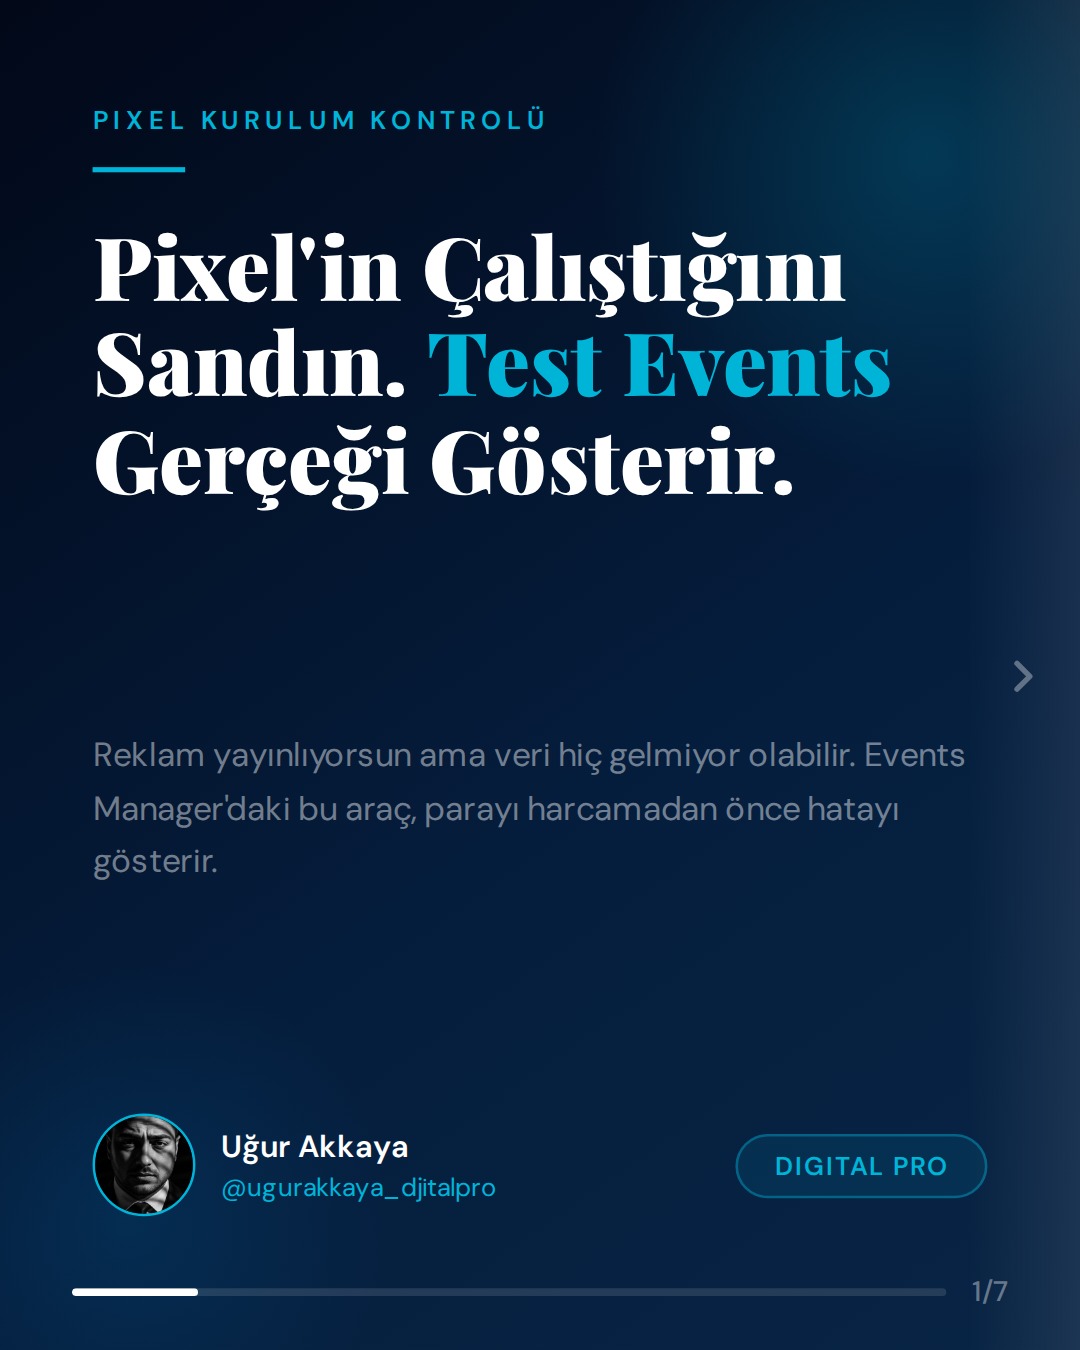 PIXEL KURULUM KONTROLÜ
Pixel'in Çalıştığını
Sandın. Test Events
Gerçeği Gösterir.
Reklam yayınlıyorsun ama veri hiç gelmiyor olabilir. Events
Manager'daki bu araç, parayı harcamadan önce hatayı
gösterir.
Uğur Akkaya
@ugurakkaya_djitalpro
DIGITAL PRO
1/7